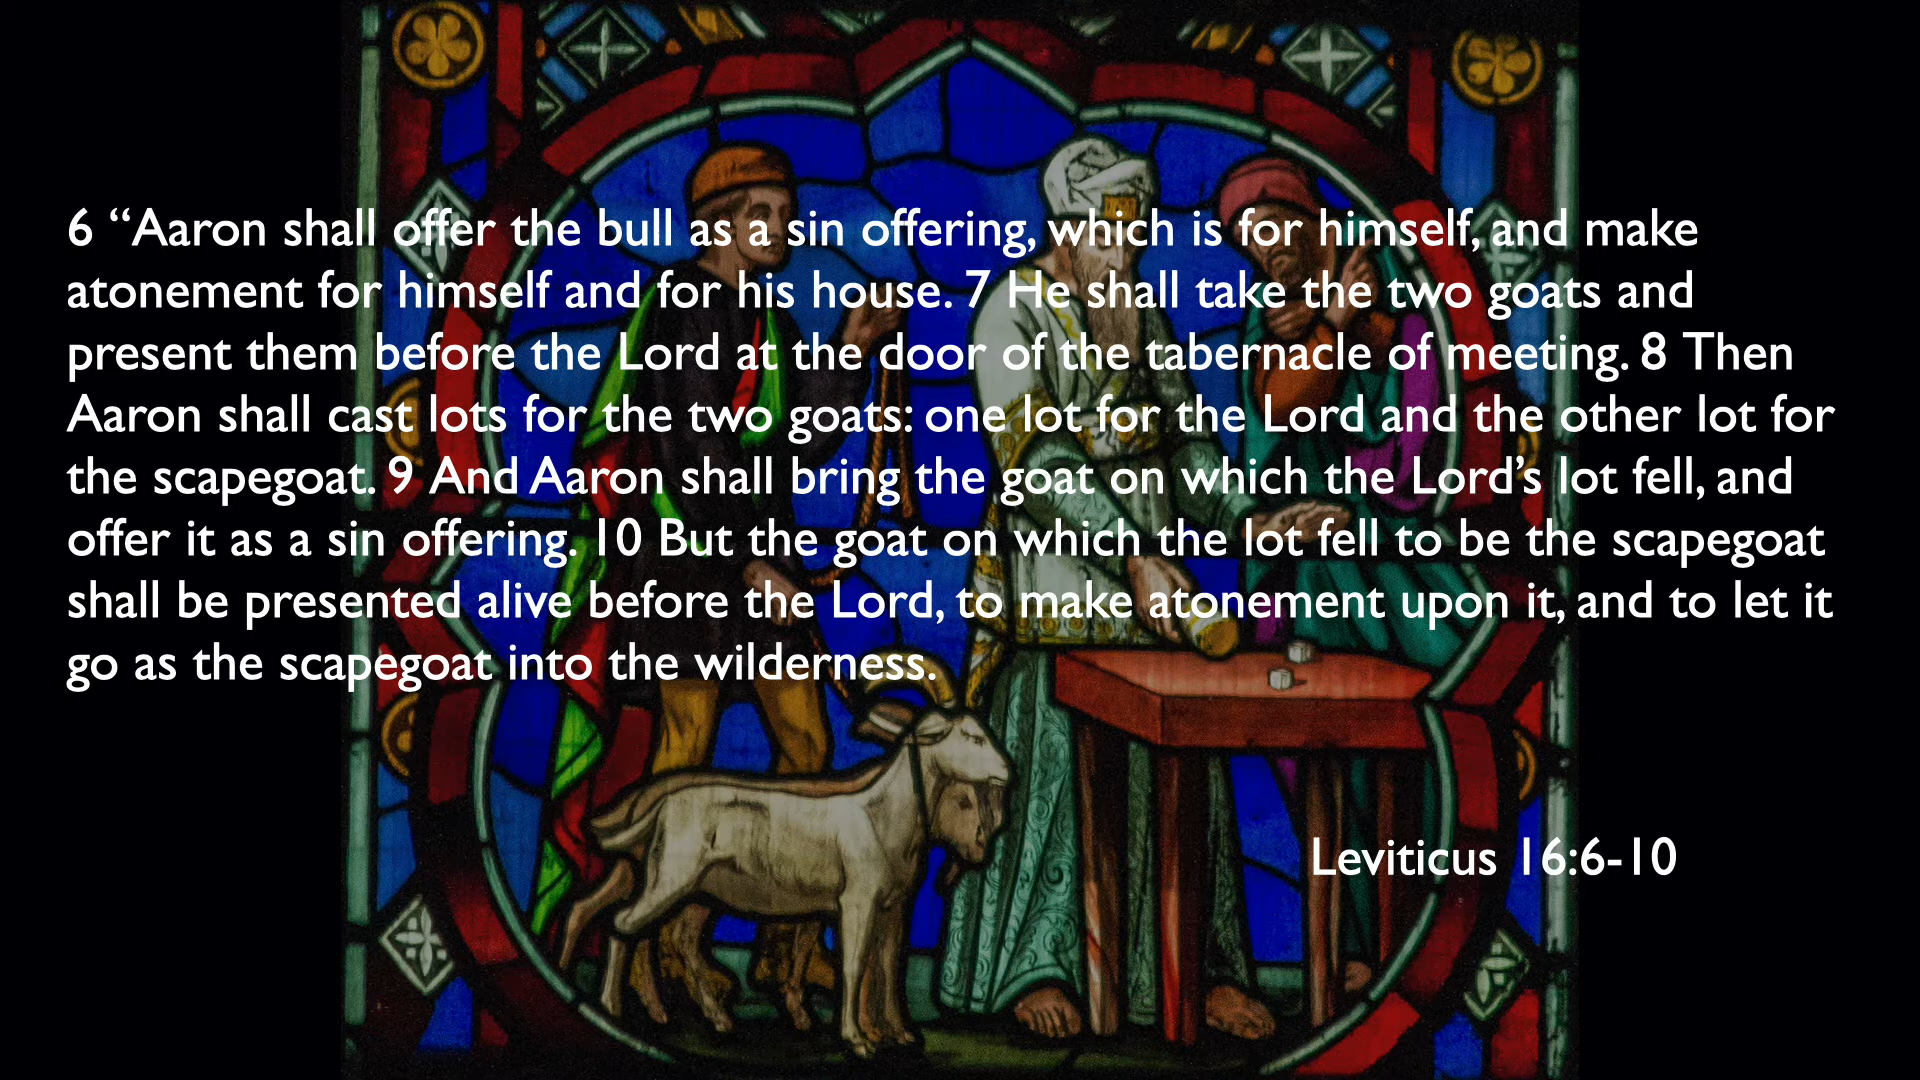 6 “Aaron shall offer the bull as a sin offering, which is for himself, and make
atonement for himself and for his house. 7 He shall take the two goats and
present them before the Lord at the door of the tabernacle of meeting. 8 Then
Aaron shall cast lots for the two goats: one lot for the Lord and the other lot for
the scapegoat. 9 And Aaron shall bring the goat on which the Lord’s lot fell, and
offer it as a sin offering. 10 But the goat on which the lot fell to be the scapegoat
shall be presented alive before the Lord, to make atonement upon it, and to let it
go as the scapegoat into the wilderness.
Leviticus 16:6-10